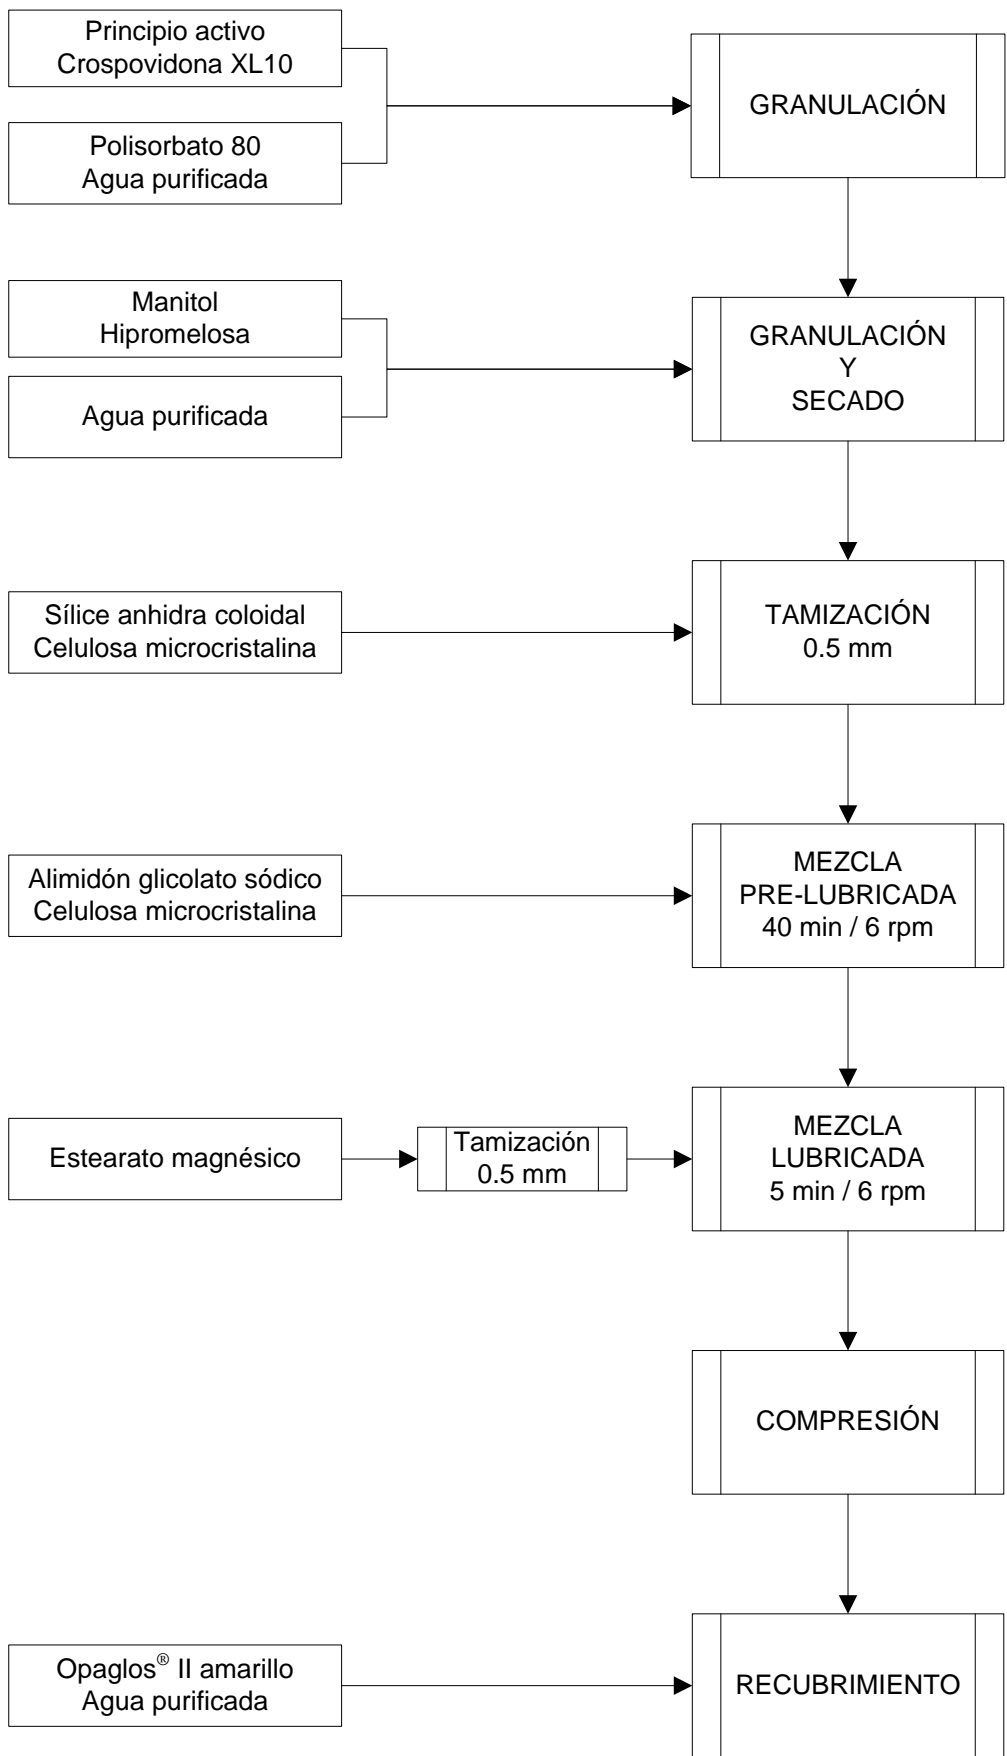 Principio activo
Crospovidona XL10
GRANULACIÓN
Polisorbato 80
Agua purificada
Manitol
Hipromelosa
GRANULACIÓN
Y
SECADO
Agua purificada
Sílice anhidra coloidal
Celulosa microcristalina
TAMIZACIÓN
0.5 mm
Alimidón glicolato sódico
Celulosa microcristalina
MEZCLA
PRE-LUBRICADA
40 min / 6 rpm
Estearato magnésico
Tamización
0.5 mm
MEZCLA
LUBRICADA
5 min / 6 rpm
COMPRESIÓN
Opaglos® II amarillo
Agua purificada
RECUBRIMIENTO